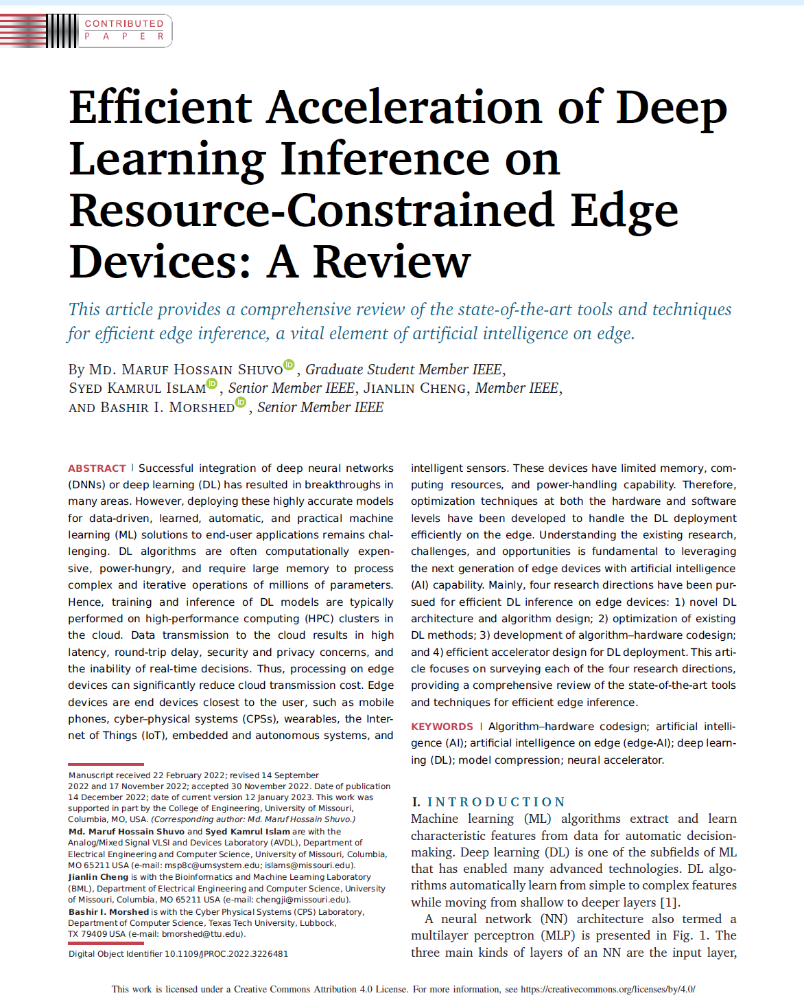 CONTRIBUTED
PAPER
Efficient Acceleration of Deep
Learning Inference on
Resource-Constrained Edge
Devices: A Review
This article provides a comprehensive review of the state-of-the-art tools and techniques
for efficient edge inference, a vital element of artificial intelligence on edge.
By Md. Maruf Hossain Shuvo, Graduate Student Member IEEE,
Syed Kamrul Islam, Senior Member IEEE, Jianlin Cheng, Member IEEE,
and Bashir I. Morshed, Senior Member IEEE
ABSTRACT | Successful integration of deep neural networks
(DNNs) or deep learning (DL) has resulted in breakthroughs in
many areas. However, deploying these highly accurate models
for data-driven, learned, automatic, and practical machine
learning (ML) solutions to end-user applications remains chal-
lenging. DL algorithms are often computationally expen-
sive, power-hungry, and require large memory to process
complex and iterative operations of millions of parameters.
Hence, training and inference of DL models are typically
performed on high-performance computing (HPC) clusters in
the cloud. Data transmission to the cloud results in high
latency, round-trip delay, security and privacy concerns, and
the inability of real-time decisions. Thus, processing on edge
devices can significantly reduce cloud transmission cost. Edge
devices are end devices closest to the user, such as mobile
phones, cyber–physical systems (CPSs), wearables, the Inter-
net of Things (IoT), embedded and autonomous systems, and
Manuscript received 22 February 2022; revised 14 September
2022 and 17 November 2022; accepted 30 November 2022. Date of publication
14 December 2022; date of current version 12 January 2023. This work was
supported in part by the College of Engineering, University of Missouri,
Columbia, MO, USA. (Corresponding author: Md. Maruf Hossain Shuvo.)
Md. Maruf Hossain Shuvo and Syed Kamrul Islam are with the
Analog/Mixed Signal VLSI and Devices Laboratory (AVDL), Department of
Electrical Engineering and Computer Science, University of Missouri, Columbia,
MO 65211 USA (e-mail: msp8c@umsystem.edu; islams@missouri.edu).
Jianlin Cheng is with the Bioinformatics and Machine Learning Laboratory
(BML), Department of Electrical Engineering and Computer Science, University
of Missouri, Columbia, MO 65211 USA (e-mail: chengji@missouri.edu).
Bashir I. Morshed is with the Cyber Physical Systems (CPS) Laboratory,
Department of Computer Science, Texas Tech University, Lubbock,
TX 79409 USA (e-mail: bmorshed@ttu.edu).
Digital Object Identifier 10.1109/JPROC.2022.3226481
intelligent sensors. These devices have limited memory, com-
puting resources, and power-handling capability. Therefore,
optimization techniques at both the hardware and software
levels have been developed to handle the DL deployment
efficiently on the edge. Understanding the existing research,
challenges, and opportunities is fundamental to leveraging
the next generation of edge devices with artificial intelligence
(AI) capability. Mainly, four research directions have been pur-
sued for efficient DL inference on edge devices: 1) novel DL
architecture and algorithm design; 2) optimization of existing
DL methods; 3) development of algorithm–hardware codesign;
and 4) efficient accelerator design for DL deployment. This arti-
cle focuses on surveying each of the four research directions,
providing a comprehensive review of the state-of-the-art tools
and techniques for efficient edge inference.
KEYWORDS | Algorithm–hardware codesign; artificial intelli-
gence (AI); artificial intelligence on edge (edge-AI); deep learn-
ing (DL); model compression; neural accelerator.
I. INTRODUCTION
Machine learning (ML) algorithms extract and learn
characteristic features from data for automatic decision-
making. Deep learning (DL) is one of the subfields of ML
that has enabled many advanced technologies. DL algo-
rithms automatically learn from simple to complex features
while moving from shallow to deeper layers [1].
A neural network (NN) architecture also termed a
multilayer perceptron (MLP) is presented in Fig. 1. The
three main kinds of layers of an NN are the input layer,
This work is licensed under a Creative Commons Attribution 4.0 License. For more information, see https://creativecommons.org/licenses/by/4.0/